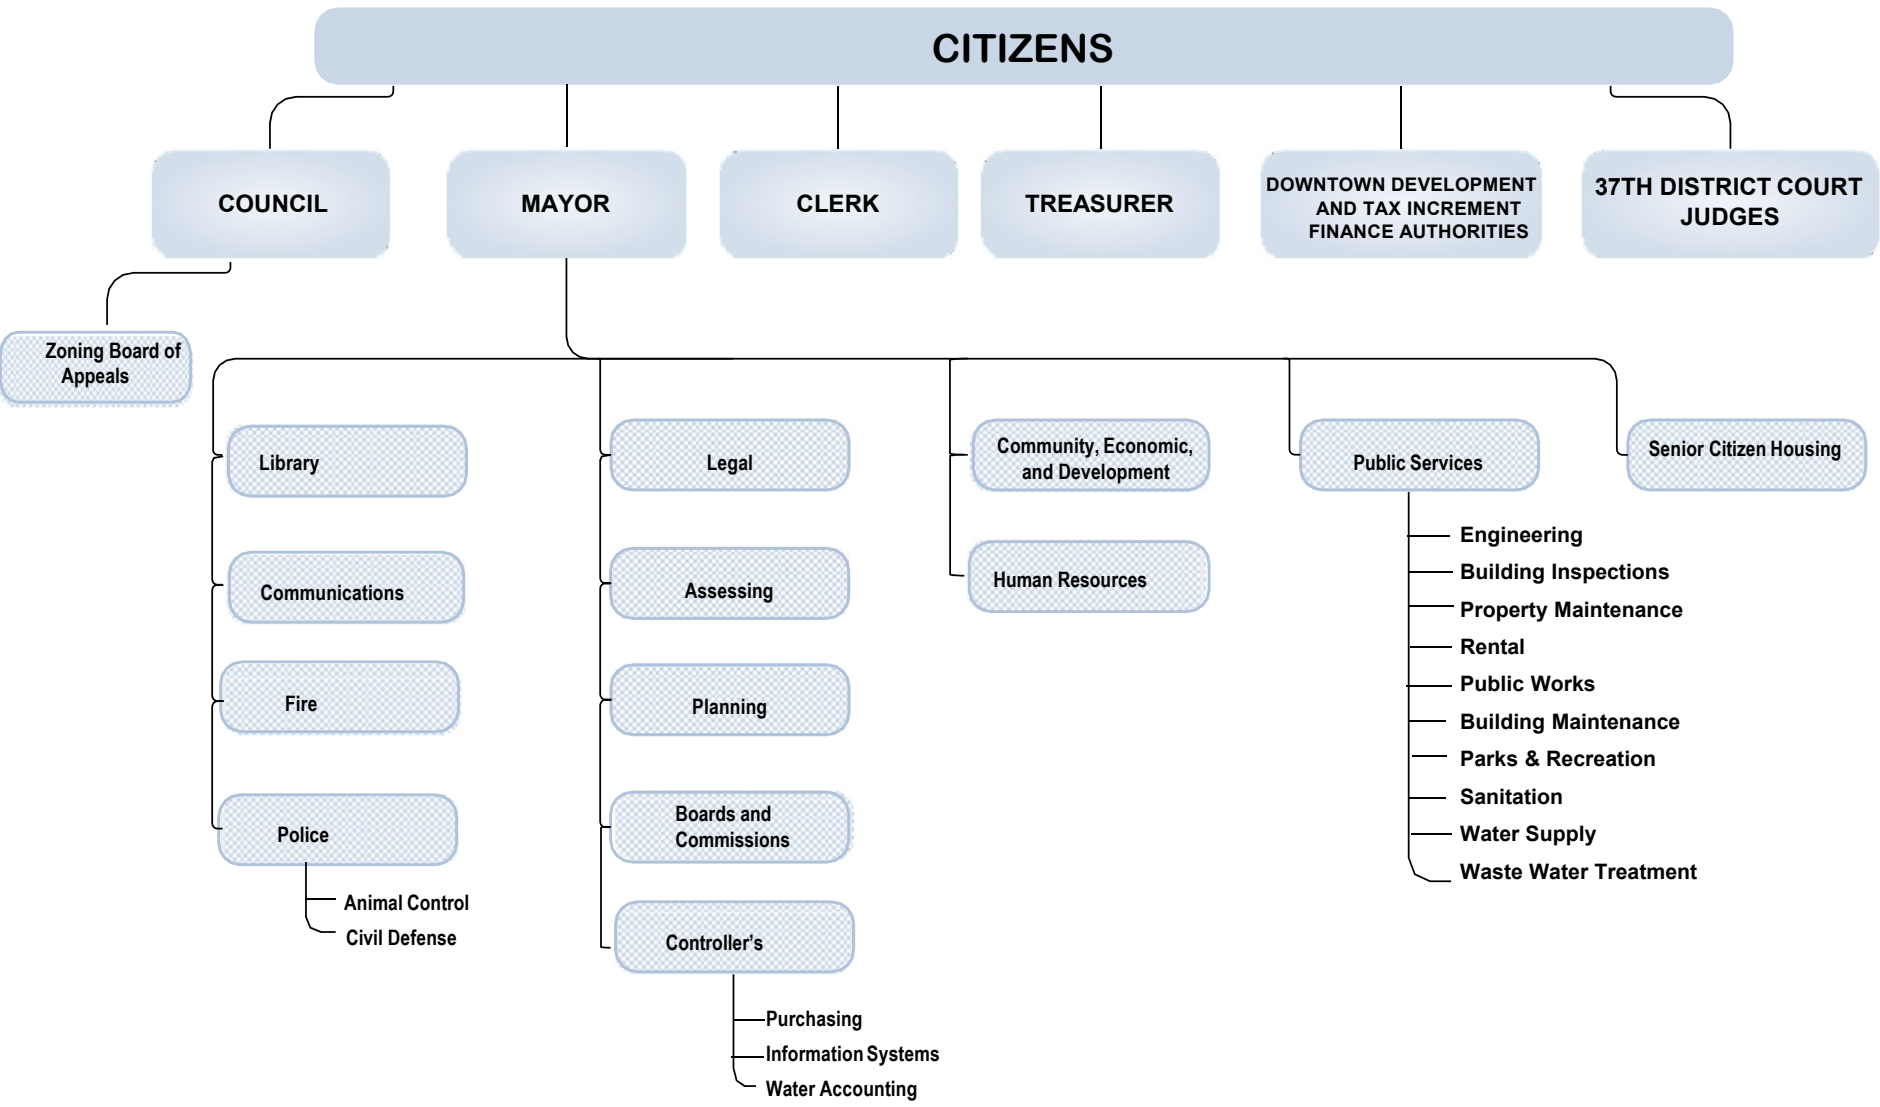 CITIZENS
COUNCIL
MAYOR
CLERK
TREASURER
DOWNTOWN DEVELOPMENT
AND TAX INCREMENT
FINANCE AUTHORITIES
37TH DISTRICT COURT
JUDGES
Zoning Board of
Appeals
Library
Communications
Fire
Police
Animal Control
Civil Defense
Legal
Assessing
Planning
Boards and
Commissions
Controller’s
Purchasing
Information Systems
Water Accounting
Community, Economic,
and Development
Human Resources
Public Services
Engineering
Building Inspections
Property Maintenance
Rental
Public Works
Building Maintenance
Parks & Recreation
Sanitation
Water Supply
Waste Water Treatment
Senior Citizen Housing